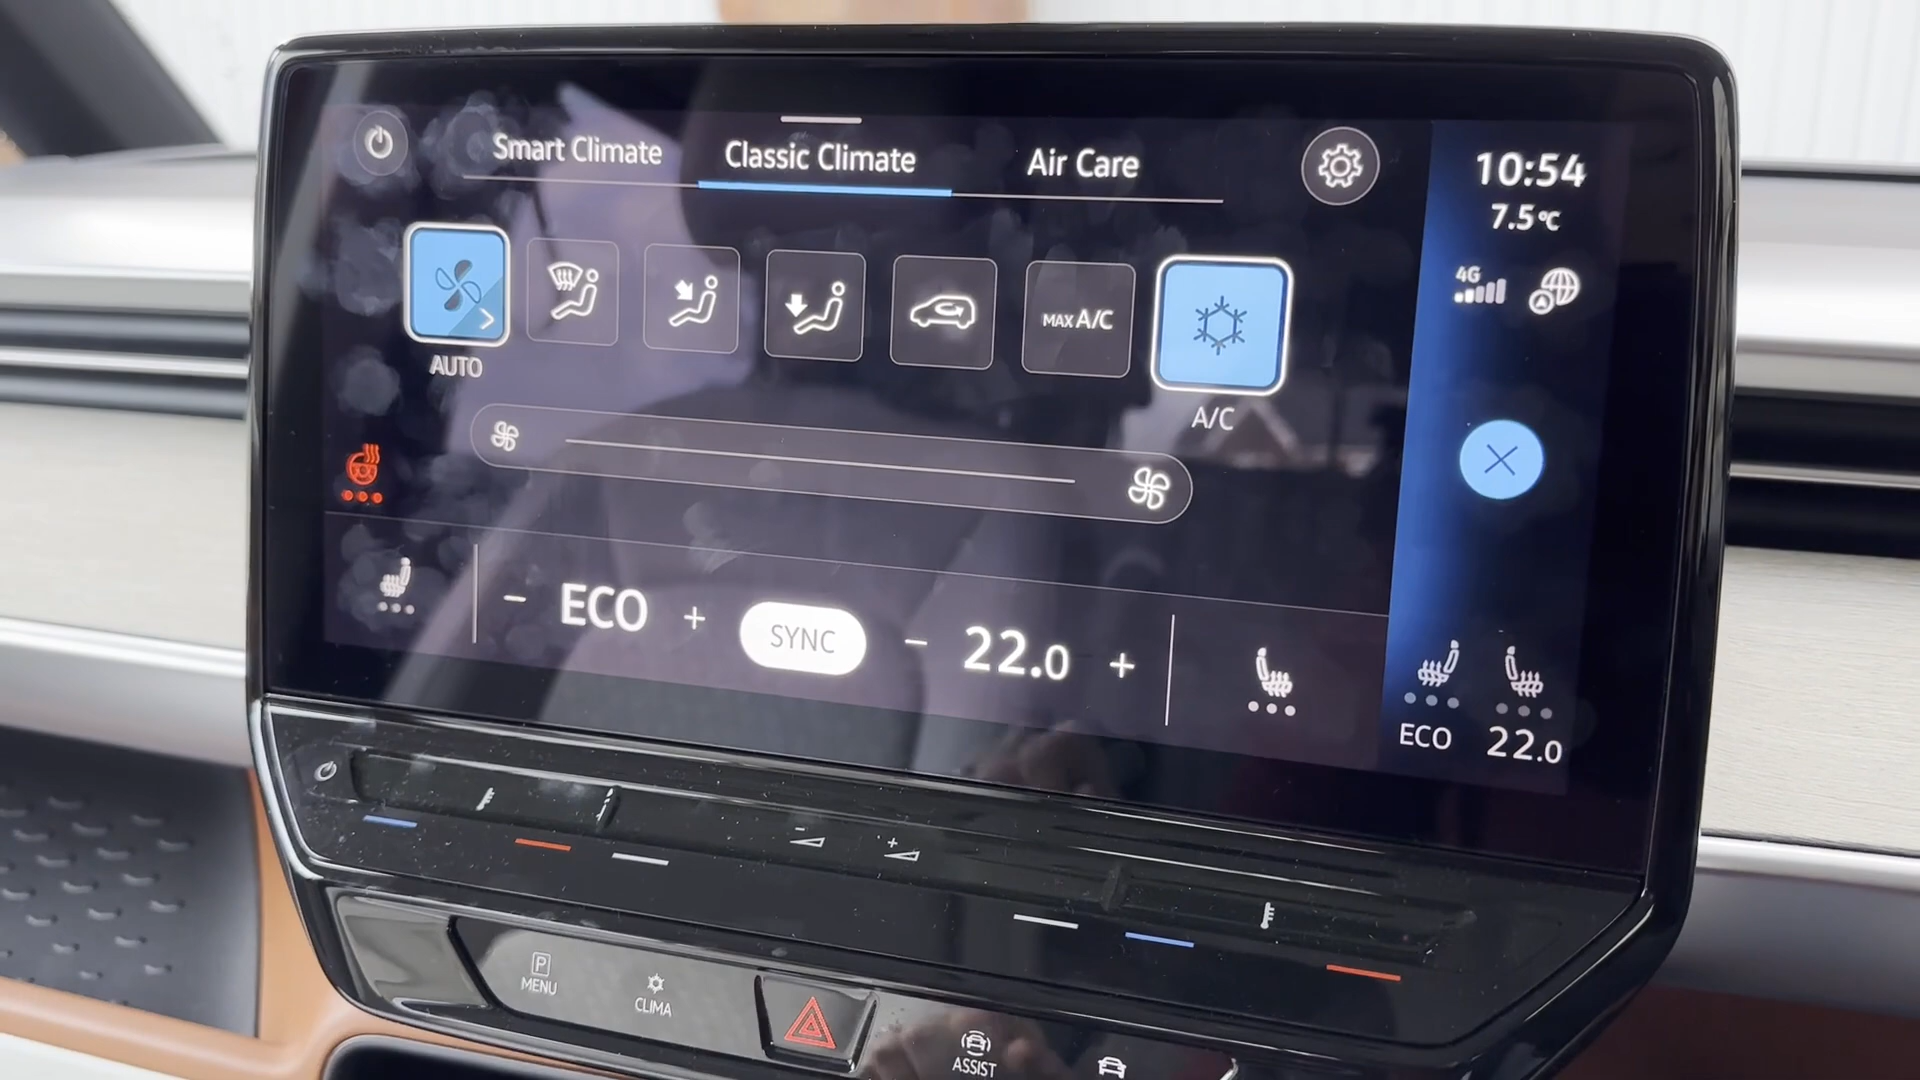 Smart Climate
Classic Climate
Air Care
10:54
7.5°C
4G
MAX A/C
AUTO
A/C
- ECO +
SYNC
- 22.0 +
ECO
22.0
- +
P
MENU
CLIMA
ASSIST